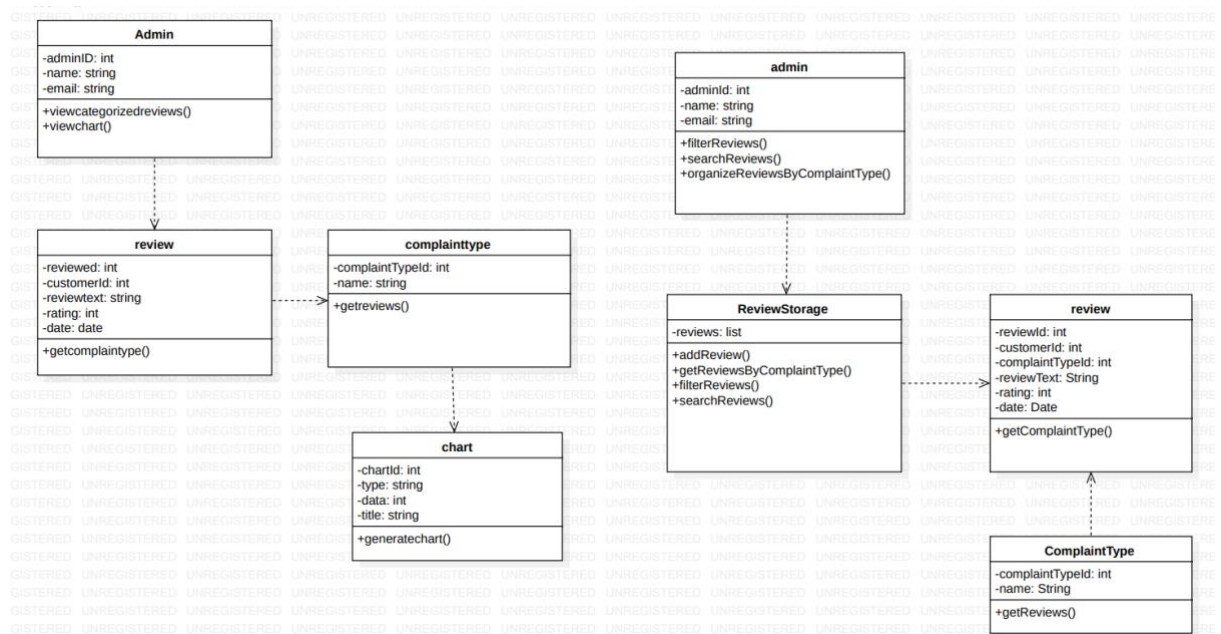 Admin
-adminID: int
-name: string
-email: string
+viewcategorizedreviews()
+viewchart()
review
-reviewed: int
-customerId: int
-reviewtext: string
-rating: int
-date: date
+getcomplaintype()
complainttype
-complaintTypeId: int
-name: string
+getreviews()
chart
-chartId: int
-type: string
-data: int
-title: string
+generatechart()
admin
-adminId: int
-name: string
-email: string
+filterReviews()
+searchReviews()
+organizeReviewsByComplaintType()
ReviewStorage
-reviews: list
+addReview()
+getReviewsByComplaintType()
+filterReviews()
+searchReviews()
review
-reviewId: int
-customerId: int
-complaintTypeId: int
-reviewText: String
-rating: int
-date: Date
+getComplaintType()
ComplaintType
-complaintTypeId: int
-name: String
+getReviews()
UNREGISTERED